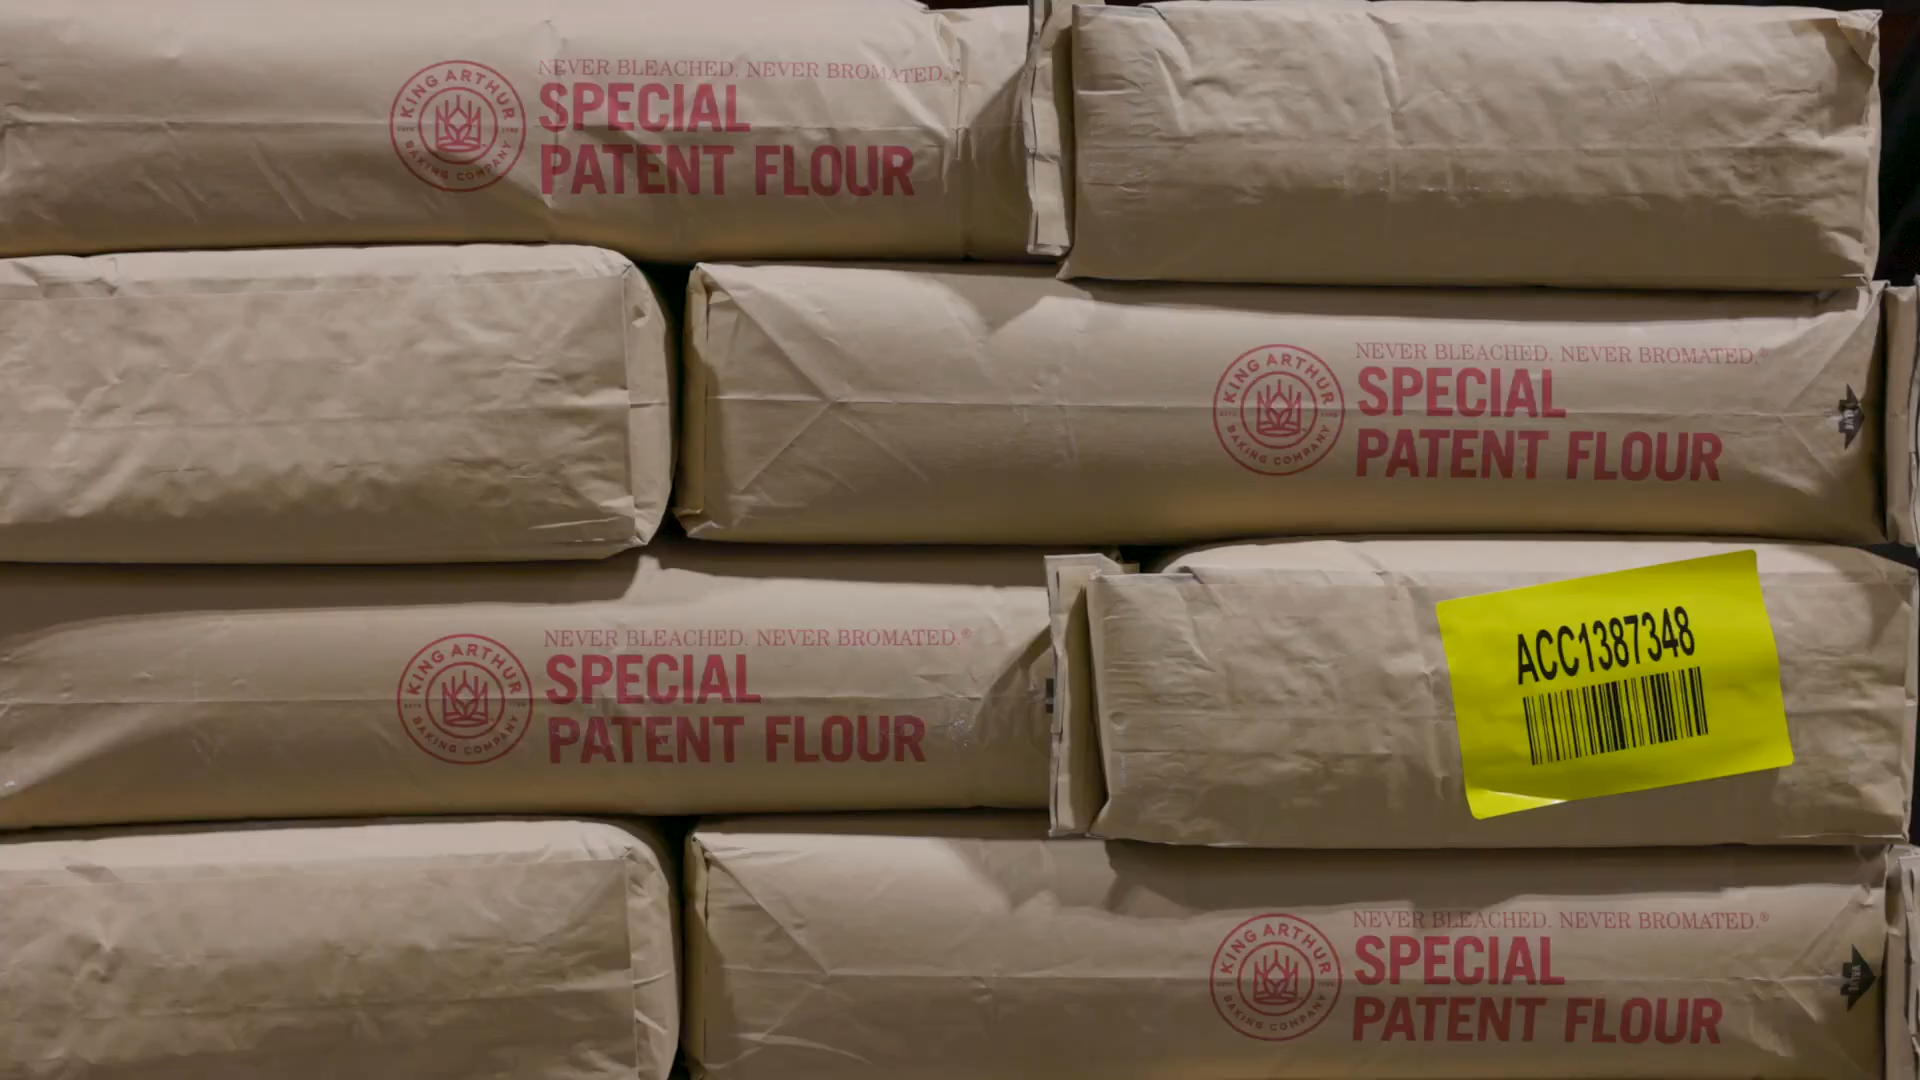 NEVER BLEACHED. NEVER BROMATED.
KING ARTHUR
BAKING COMPANY
SPECIAL
PATENT FLOUR
NEVER BLEACHED. NEVER BROMATED.®
KING ARTHUR
BAKING COMPANY
SPECIAL
PATENT FLOUR
NEVER BLEACHED. NEVER BROMATED.®
KING ARTHUR
BAKING COMPANY
SPECIAL
PATENT FLOUR
ACC1387348
NEVER BLEACHED. NEVER BROMATED.®
KING ARTHUR
BAKING COMPANY
SPECIAL
PATENT FLOUR